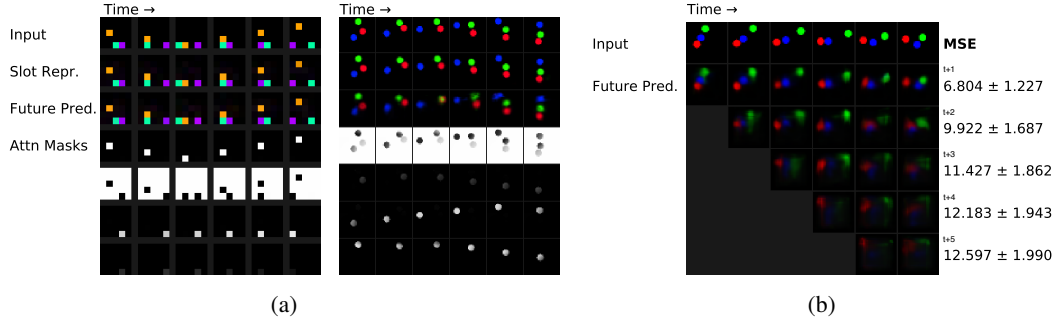 Time →
Time →
Input
Slot Repr.
Future Pred.
Attn Masks
(a)
Time →
Input
MSE
Future Pred.
t+1
6.804 ± 1.227
t+2
9.922 ± 1.687
t+3
11.427 ± 1.862
t+4
12.183 ± 1.943
t+5
12.597 ± 1.990
(b)